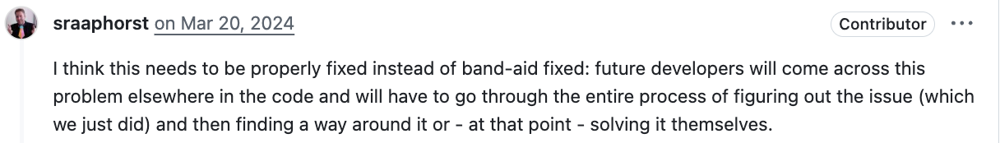 sraaphorst on Mar 20, 2024 Contributor ...
I think this needs to be properly fixed instead of band-aid fixed: future developers will come across this
problem elsewhere in the code and will have to go through the entire process of figuring out the issue (which
we just did) and then finding a way around it or - at that point - solving it themselves.